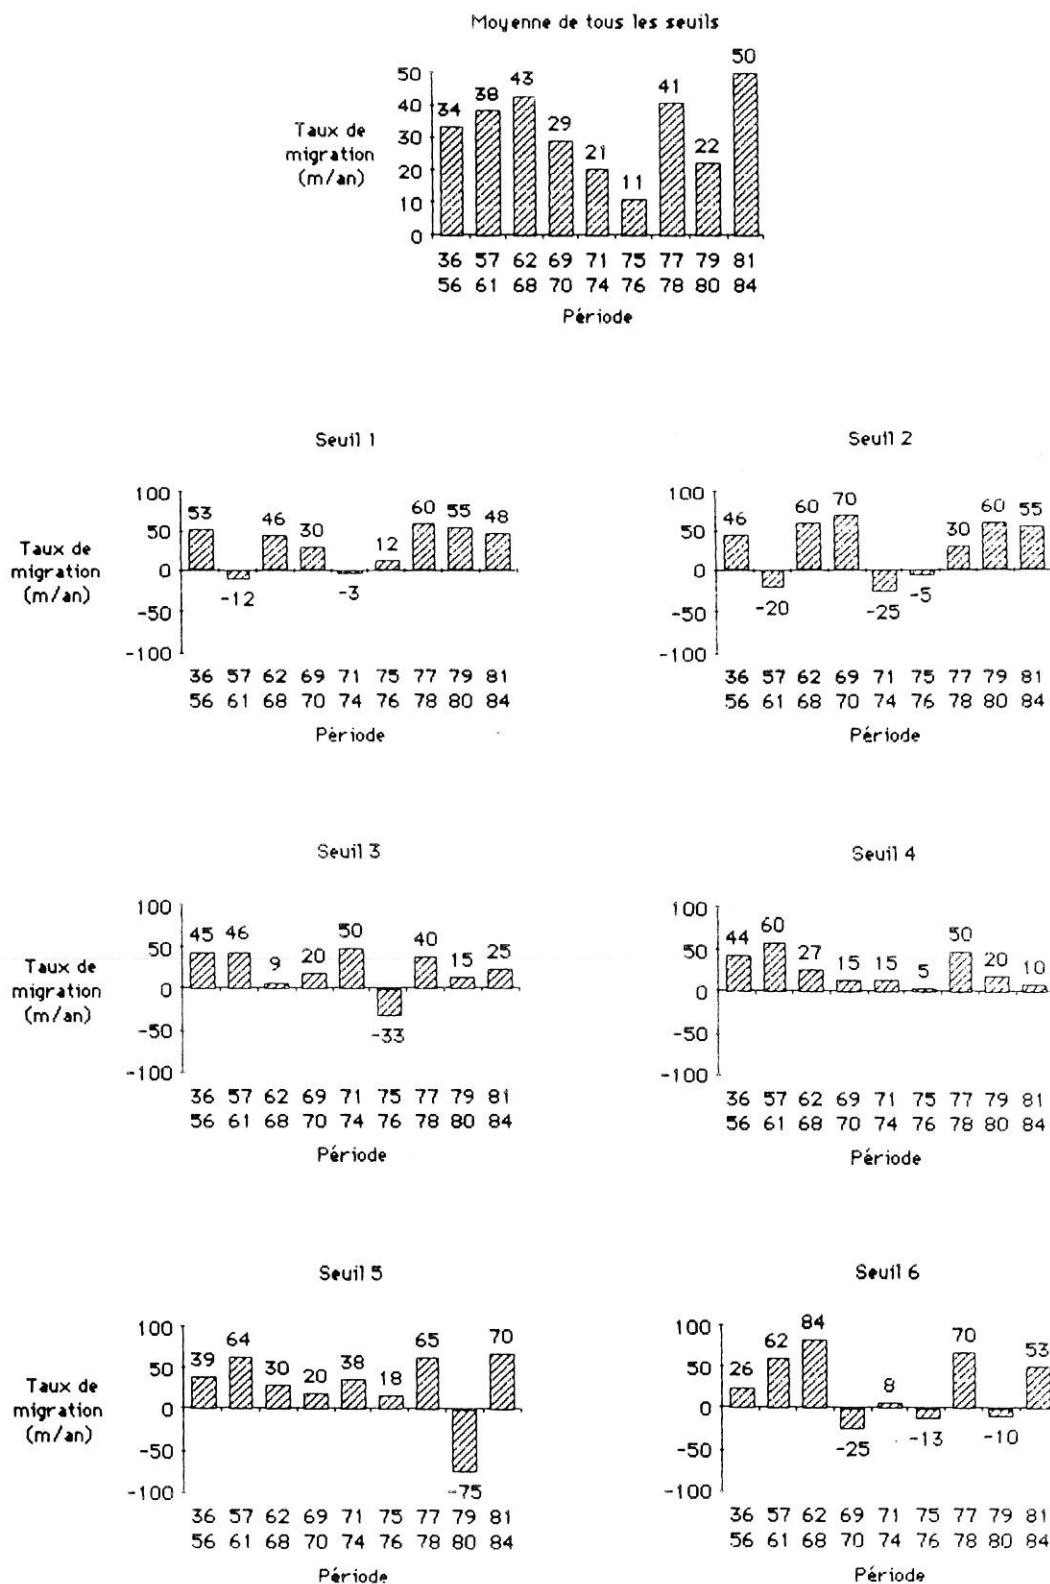 Moyenne de tous les seuils
Taux de
migration
(m/an)
50
40
30
20
10
0
34 38 43 29 21 11 41 22 50
36 57 62 69 71 75 77 79 81
56 61 68 70 74 76 78 80 84
Période
Seuil 1
Taux de
migration
(m/an)
100
50
0
-50
-100
53 -12 46 30 -3 12 60 55 48
36 57 62 69 71 75 77 79 81
56 61 68 70 74 76 78 80 84
Période
Seuil 2
100
50
0
-50
-100
46 -20 60 70 -25 -5 30 60 55
36 57 62 69 71 75 77 79 81
56 61 68 70 74 76 78 80 84
Période
Seuil 3
Taux de
migration
(m/an)
100
50
0
-50
-100
45 46 9 20 50 -33 40 15 25
36 57 62 69 71 75 77 79 81
56 61 68 70 74 76 78 80 84
Période
Seuil 4
100
50
0
-50
-100
44 60 27 15 15 5 50 20 10
36 57 62 69 71 75 77 79 81
56 61 68 70 74 76 78 80 84
Période
Seuil 5
Taux de
migration
(m/an)
100
50
0
-50
-100
39 64 30 20 38 18 65 -75 70
36 57 62 69 71 75 77 79 81
56 61 68 70 74 76 78 80 84
Période
Seuil 6
100
50
0
-50
-100
26 62 84 -25 8 -13 70 -10 53
36 57 62 69 71 75 77 79 81
56 61 68 70 74 76 78 80 84
Période